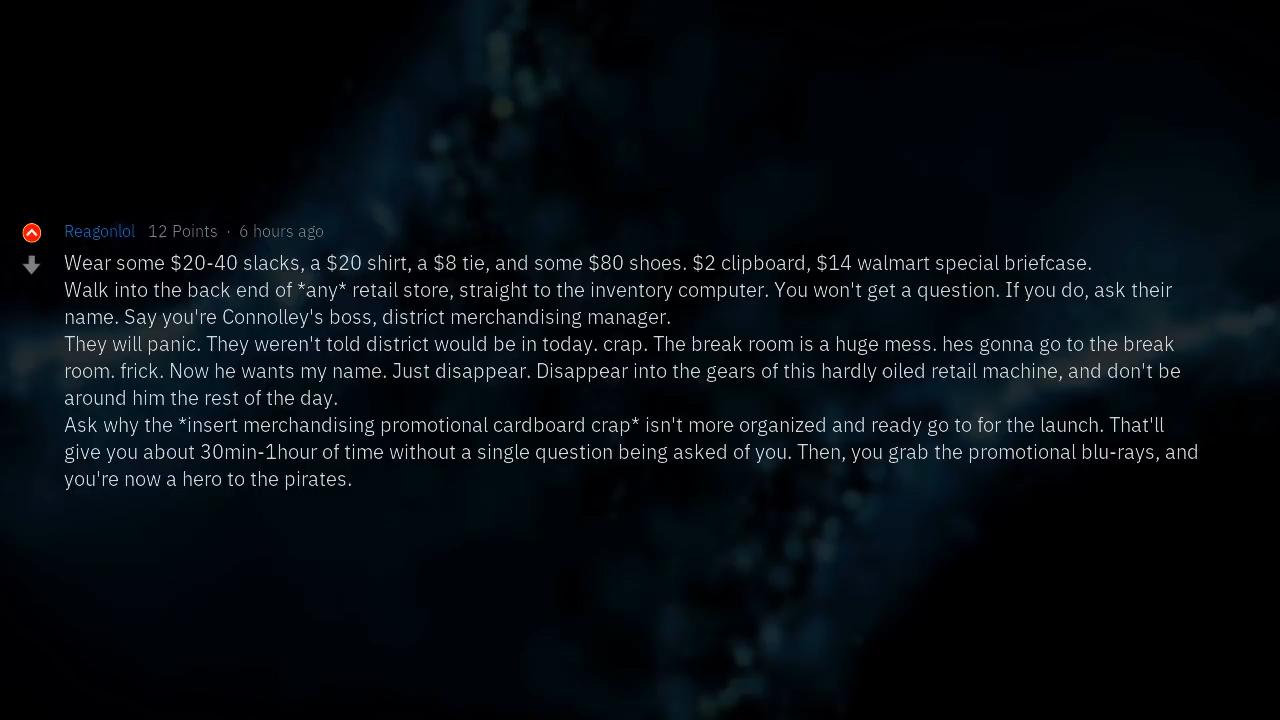 Reagonlol 12 Points · 6 hours ago
Wear some $20-40 slacks, a $20 shirt, a $8 tie, and some $80 shoes. $2 clipboard, $14 walmart special briefcase.
Walk into the back end of *any* retail store, straight to the inventory computer. You won't get a question. If you do, ask their
name. Say you're Connolley's boss, district merchandising manager.
They will panic. They weren't told district would be in today. crap. The break room is a huge mess. hes gonna go to the break
room. frick. Now he wants my name. Just disappear. Disappear into the gears of this hardly oiled retail machine, and don't be
around him the rest of the day.
Ask why the *insert merchandising promotional cardboard crap* isn't more organized and ready go to for the launch. That'll
give you about 30min-1hour of time without a single question being asked of you. Then, you grab the promotional blu-rays, and
you're now a hero to the pirates.